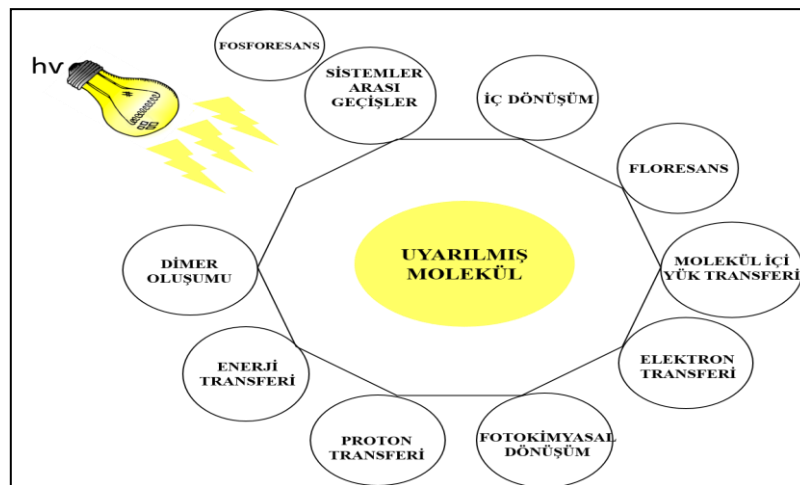 hν
FOSFORESANS
SİSTEMLER
ARASI
GEÇİŞLER
İÇ DÖNÜŞÜM
FLORESANS
MOLEKÜL İÇİ
YÜK TRANSFERİ
ELEKTRON
TRANSFERİ
FOTOKİMYASAL
DÖNÜŞÜM
PROTON
TRANSFERİ
ENERJİ
TRANSFERİ
DİMER
OLUŞUMU
UYARILMIŞ
MOLEKÜL